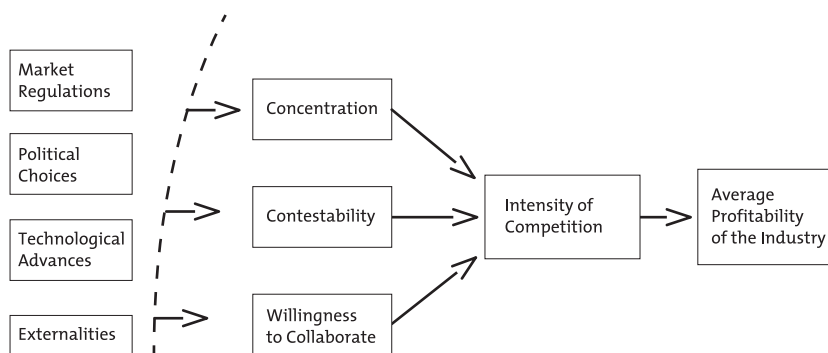 Market
Regulations
Political
Choices
Technological
Advances
Externalities
Concentration
Contestability
Willingness
to Collaborate
Intensity of
Competition
Average
Profitability
of the Industry